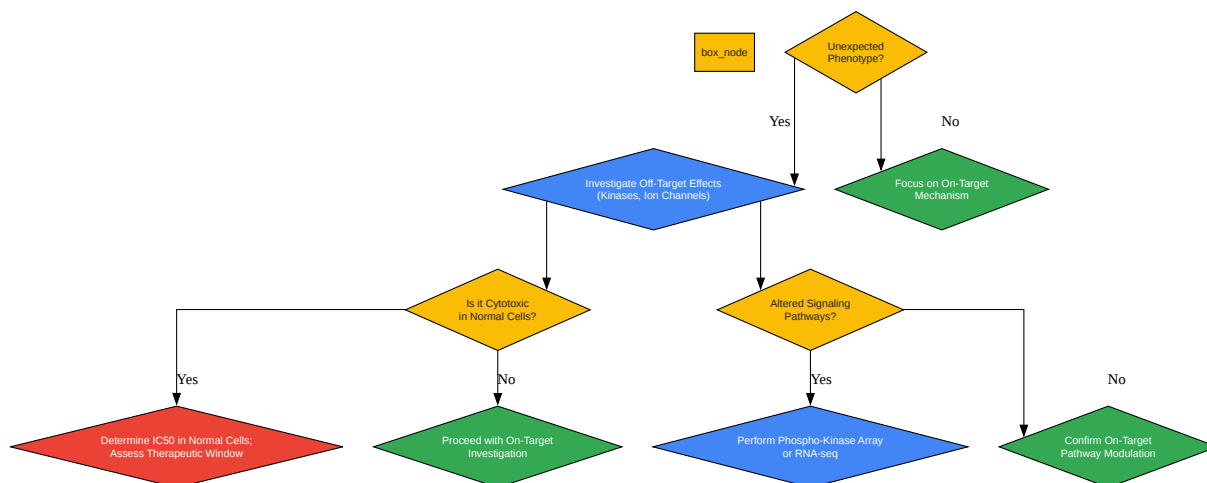 Unexpected
Phenotype?
box_node
Yes
No
Investigate Off-Target Effects
(Kinases, Ion Channels)
Focus on On-Target
Mechanism
Is it Cytotoxic
in Normal Cells?
Altered Signaling
Pathways?
Yes
No
Yes
No
Determine IC50 in Normal Cells;
Assess Therapeutic Window
Proceed with On-Target
Investigation
Perform Phospho-Kinase Array
or RNA-seq
Confirm On-Target
Pathway Modulation